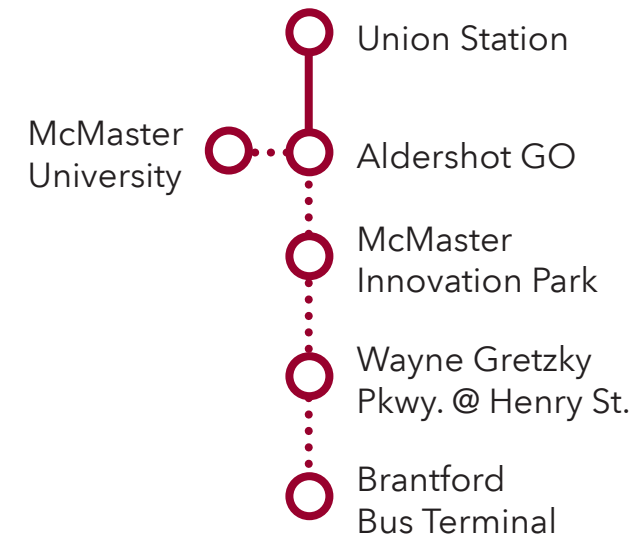 Union Station
McMaster
University
Aldershot GO
McMaster
Innovation Park
Wayne Gretzky
Pkwy. @ Henry St.
Brantford
Bus Terminal